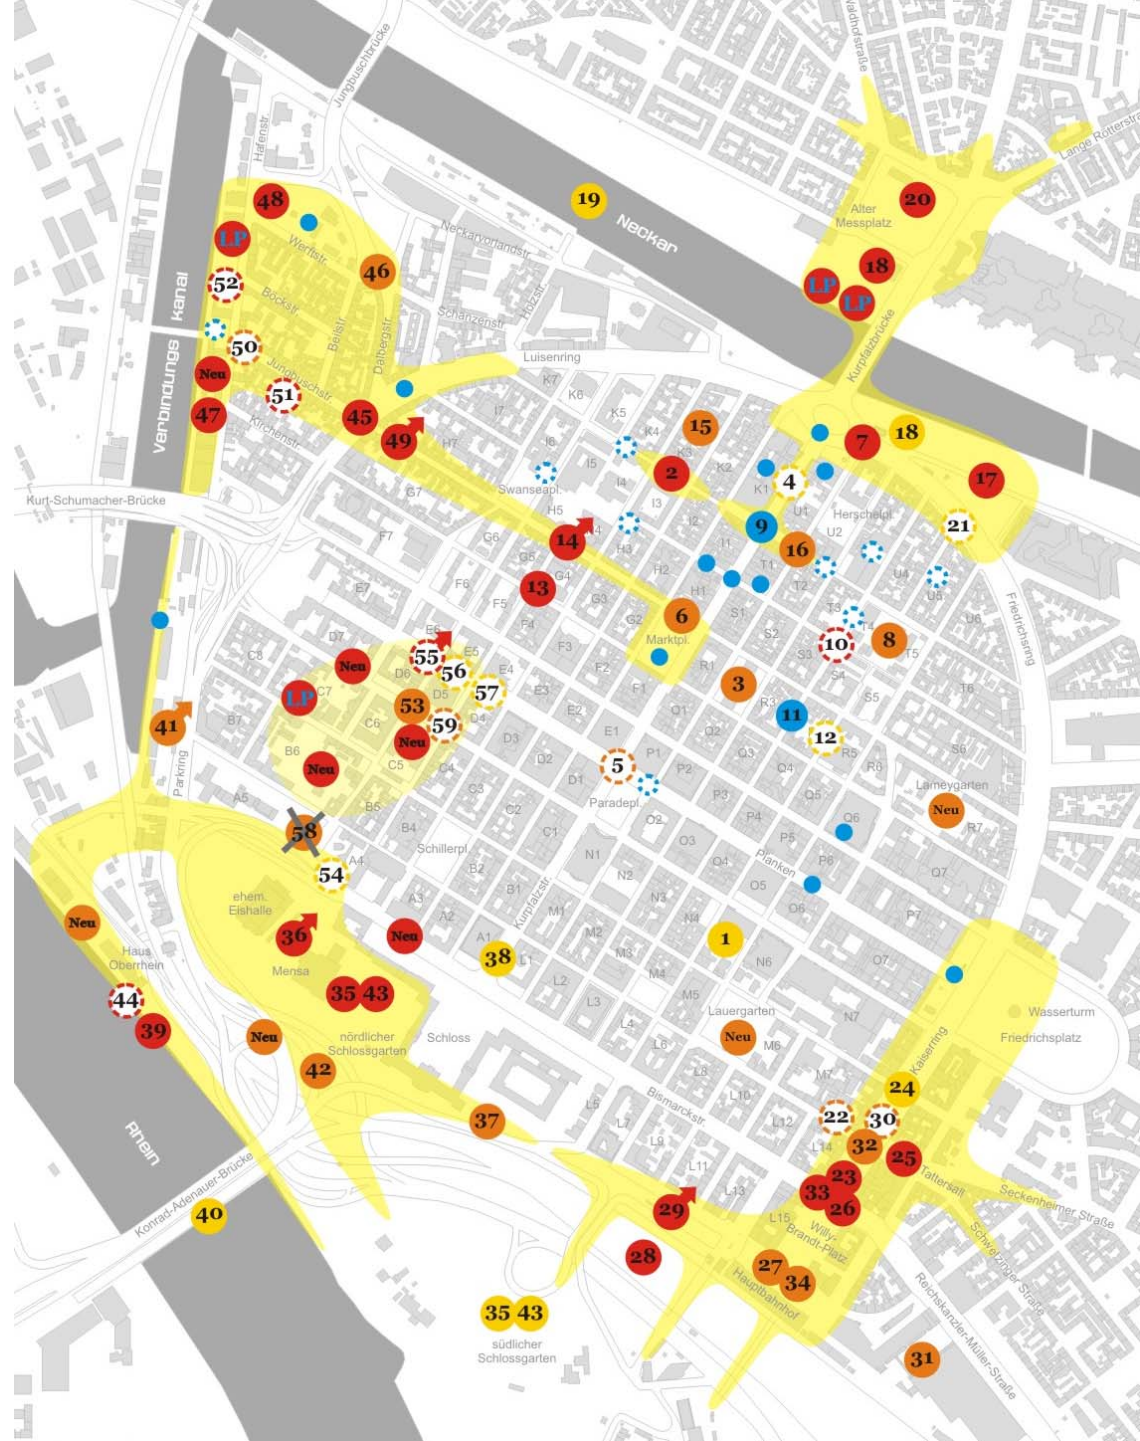 Waldhofstraße
Jungbuschbrücke
Lange Rotterstra
Hafenstr.
48
19
20
Alter
Messplatz
Neckar
LP
Werftstr.
Neckarvorlandstr.
46
18
52
LP
LP
Bockstr.
Holzstr.
Kanal
Schanzenstr.
Beilstr.
Dalbergstr.
Kurpfalzbrücke
50
Luisenring
Neu
Jungbuschstr.
K7
51
K6
Verbindungs
47
45
I7
K5
Kirchenstr.
49
H7
I6
K4
15
7
18
K3
I5
2
K2
K1
4
17
Swaneapl.
I4
G7
Kurt-Schumacher-Brücke
H5
I3
U1
Herschelpl.
21
9
I2
F7
G6
14
H4
U2
16
I1
H3
G5
T1
H2
G4
13
U4
E7
F6
T2
H1
U5
G3
F5
S1
T3
Friedrichsring
6
G2
T4
U6
D7
E6
F4
S2
8
Marktpl.
10
C8
Neu
55
E5
F3
S3
T5
56
D6
E4
F2
R1
S4
LP
C7
D5
57
E3
F1
3
T6
53
R3
S5
B7
C6
59
D4
E2
Q1
11
41
Neu
D3
E1
Q2
12
B6
P1
Q3
R5
S6
Neu
C5
C4
D2
5
P2
Q4
R6
Parkring
D1
Lameygarten
A5
B5
C3
Paradepl.
P3
Q5
Neu
58
B4
C2
O2
P4
Q6
R7
C1
O3
P5
Schillerpl.
N1
Planken
54
A4
B2
O4
P6
Q7
N2
O5
ehem.
Eishalle
A3
B1
Kurpfalzstr.
N3
O6
A2
M1
N4
P7
Neu
36
Neu
A1
M2
1
Haus
Oberrhein
38
L1
M3
N6
O7
Mensa
M4
L2
44
35
43
M5
L3
Lauergarten
N7
Wasserturm
39
L4
Neu
nördlicher
Schlossgarten
Schloss
Friedrichsplatz
Neu
L6
M6
Kaiserring
42
L8
M7
24
Bismarckstr.
L10
L5
22
30
37
L7
L12
Rhein
L9
L14
32
25
L11
23
Tattersall
Konrad-Adenauer-Brücke
L13
33
Seckenheimer Straße
40
29
26
L15
Willy-
Brandt-Platz
Schwetzinger Straße
28
27
34
Hauptbahnhof
35
43
Reichskanzler-Müller-Straße
südlicher
Schlossgarten
31